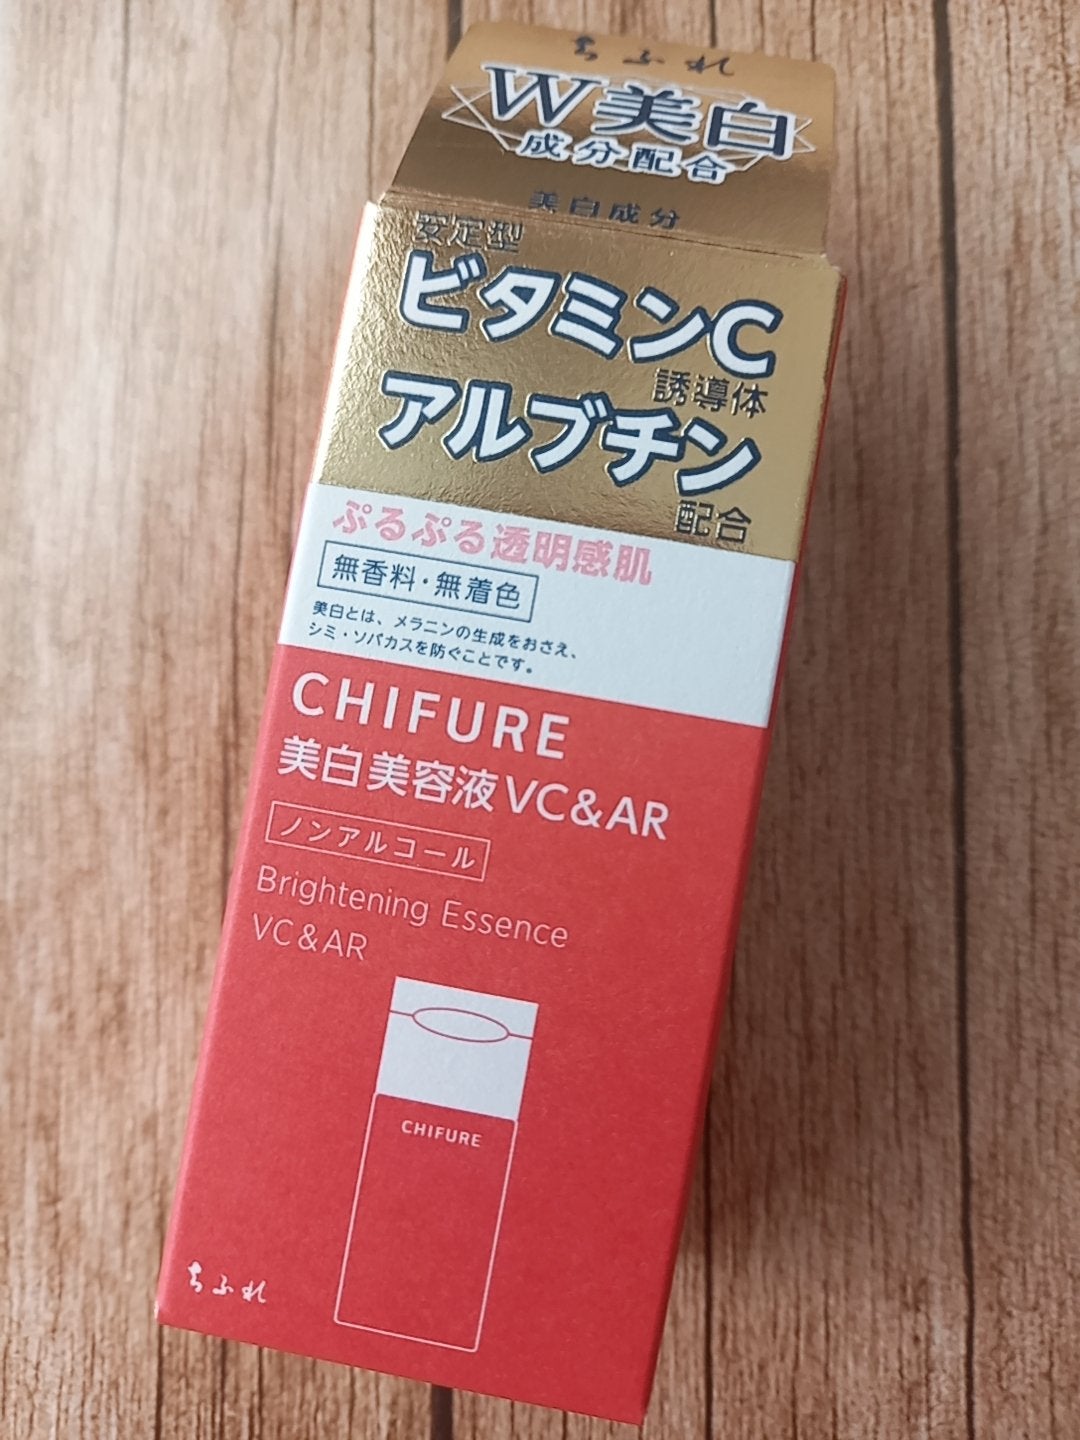 ちふれ
W美白
成分配合
美白成分
安定型
ビタミンC
誘導体
アルブチン
配合
ぷるぷる透明感肌
無香料・無着色
美白とは、メラニンの生成をおさえ、
シミ・ソバカスを防ぐことです。
CHIFURE
美白美容液VC&AR
ノンアルコール
Brightening Essence
VC&AR
CHIFURE
ちふれ